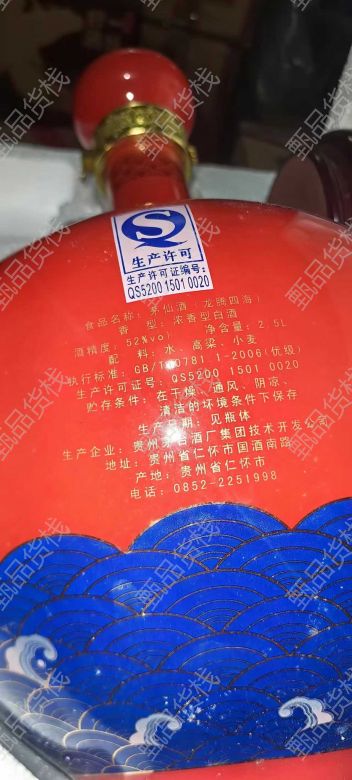 生产许可
生产许可证编号:
QS5200 1501 0020
食品名称: 茅仙酒 (龙腾四海)
香 型: 浓香型白酒
酒精度: 52%vol 净含量: 2.5L
配 料: 水、高粱、小麦
执行标准: GB/T10781.1-2006(优级)
生产许可证号: QS5200 1501 0020
贮存条件: 在干燥、通风、阴凉、
清洁的环境条件下保存
生产日期: 见瓶体
生产企业: 贵州茅台酒厂集团技术开发公司
地址: 贵州省仁怀市国酒南路
产地: 贵州省仁怀市
电话: 0852-2251998
甄品货栈